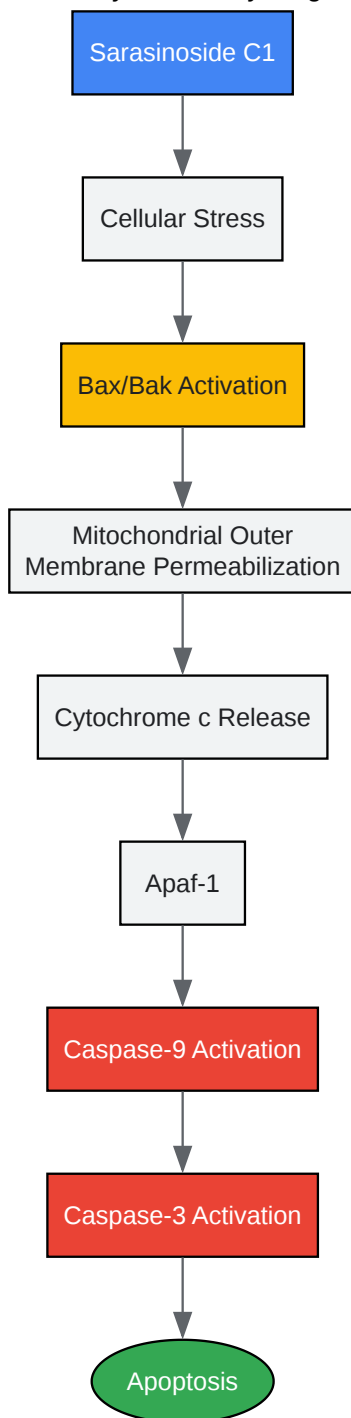 Sarasinoside C1
Cellular Stress
Bax/Bak Activation
Mitochondrial Outer
Membrane Permeabilization
Cytochrome c Release
Apaf-1
Caspase-9 Activation
Caspase-3 Activation
Apoptosis